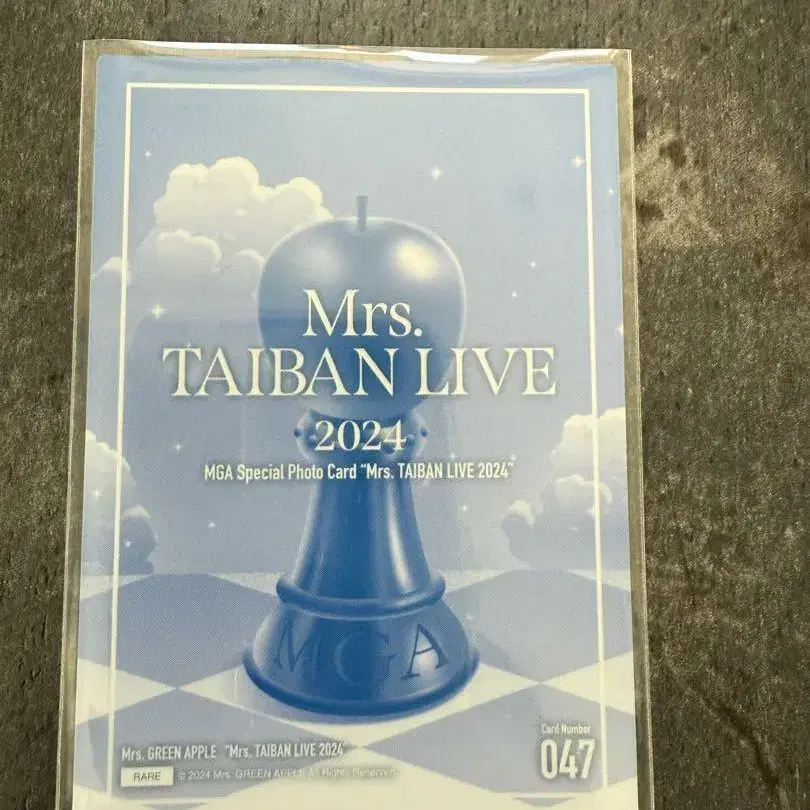 Mrs.
TAIBAN LIVE
2024
MGA Special Photo Card "Mrs. TAIBAN LIVE 2024"
MGA
Mrs. GREEN APPLE "Mrs. TAIBAN LIVE 2024"
RARE © 2024 Mrs. GREEN APPLE All Rights Reserved.
Card Number
047